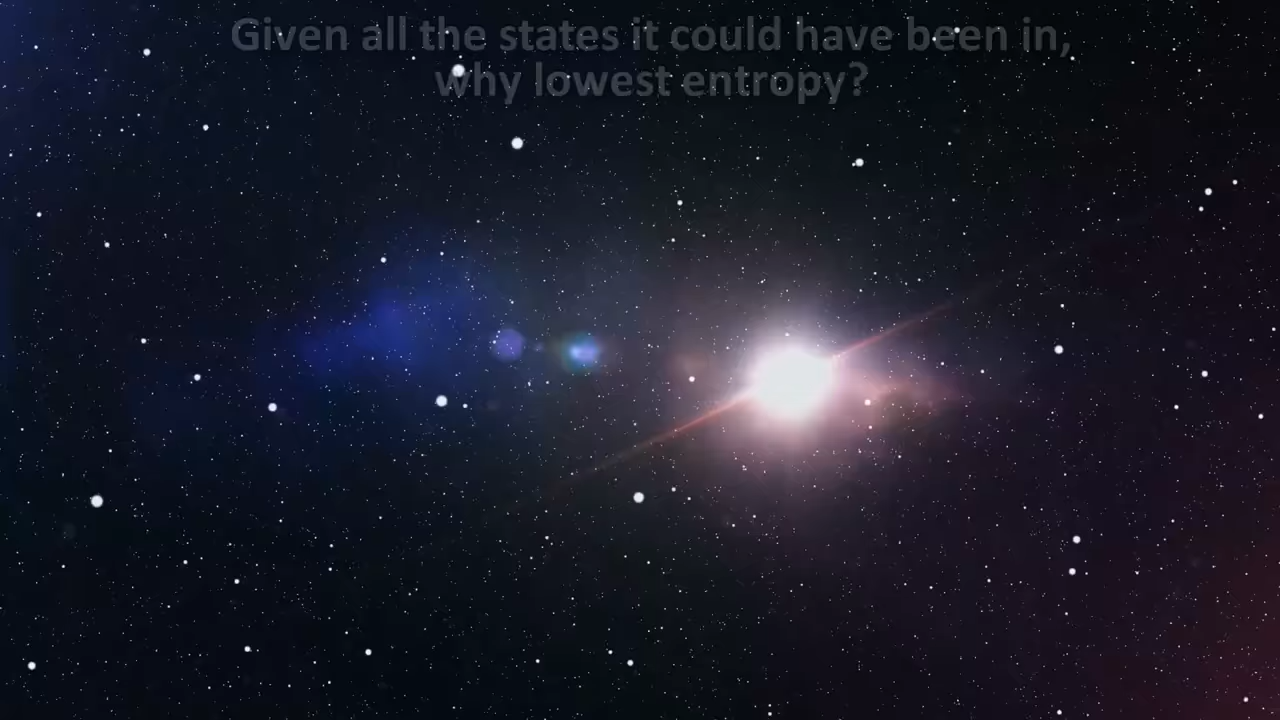 Given all the states it could have been in,
why lowest entropy?